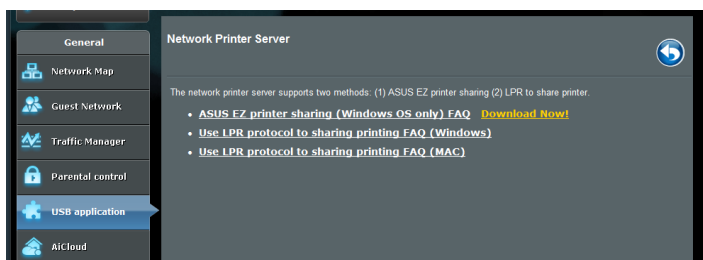 General
Network Map
Guest Network
Traffic Manager
Parental control
USB application
AiCloud
Network Printer Server
The network printer server supports two methods: (1) ASUS EZ printer sharing (2) LPR to share printer.
ASUS EZ printer sharing (Windows OS only) FAQ Download Now!
Use LPR protocol to sharing printing FAQ (Windows)
Use LPR protocol to sharing printing FAQ (MAC)